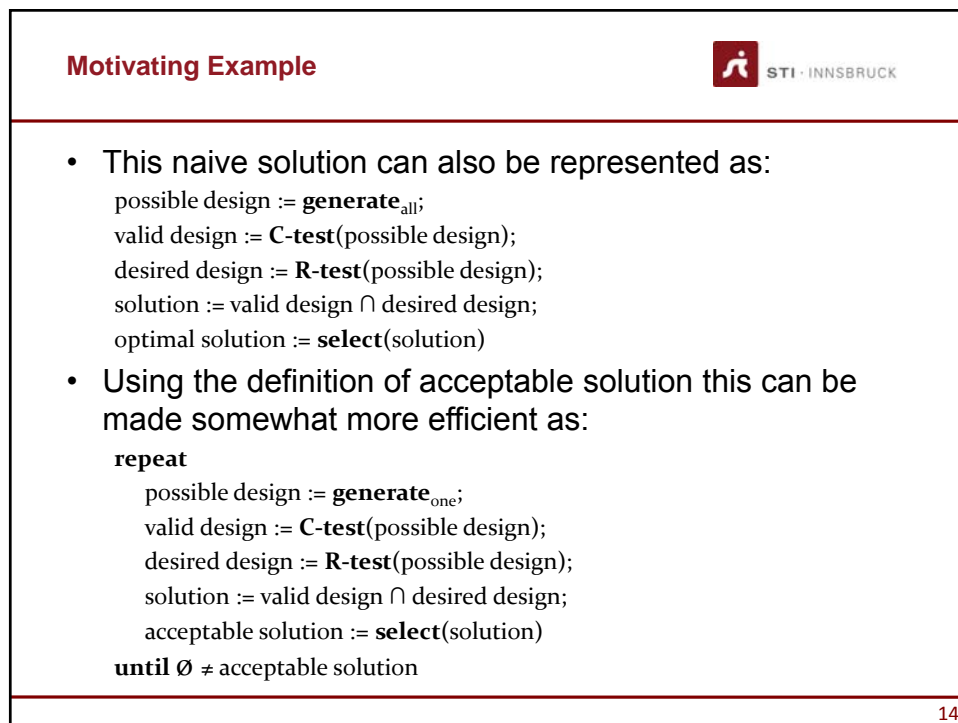 Motivating Example
STI · INNSBRUCK
• This naive solution can also be represented as:
possible design := generate_all;
valid design := C-test(possible design);
desired design := R-test(possible design);
solution := valid design ∩ desired design;
optimal solution := select(solution)
• Using the definition of acceptable solution this can be
made somewhat more efficient as:
repeat
possible design := generate_one;
valid design := C-test(possible design);
desired design := R-test(possible design);
solution := valid design ∩ desired design;
acceptable solution := select(solution)
until Ø ≠ acceptable solution
14